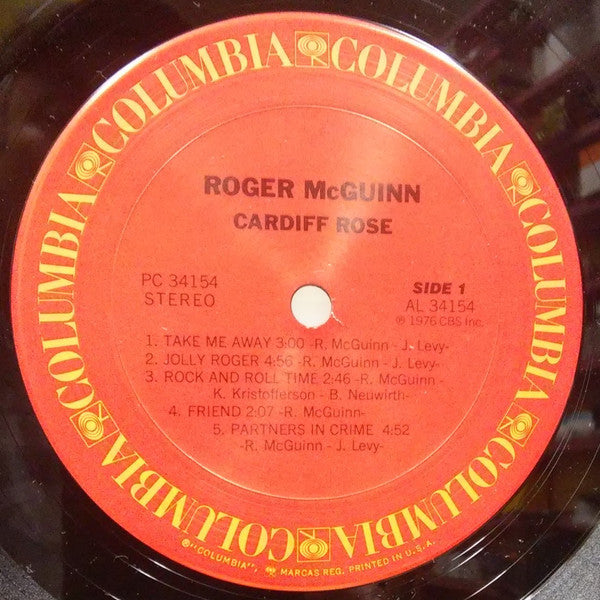 COLUMBIA COLUMBIA COLUMBIA COLUMBIA COLUMBIA COLUMBIA
ROGER McGUINN
CARDIFF ROSE
PC 34154
STEREO
SIDE 1
AL 34154
℗ 1976 CBS Inc.
1. TAKE ME AWAY 3:00 -R. McGuinn - J. Levy-
2. JOLLY ROGER 4:56 -R. McGuinn - J. Levy-
3. ROCK AND ROLL TIME 2:46 -R. McGuinn-
K. Kristofferson - B. Neuwirth-
4. FRIEND 2:07 -R. McGuinn-
5. PARTNERS IN CRIME 4:52
-R. McGuinn - J. Levy-
®"COLUMBIA", MARCAS REG. PRINTED IN U.S.A.